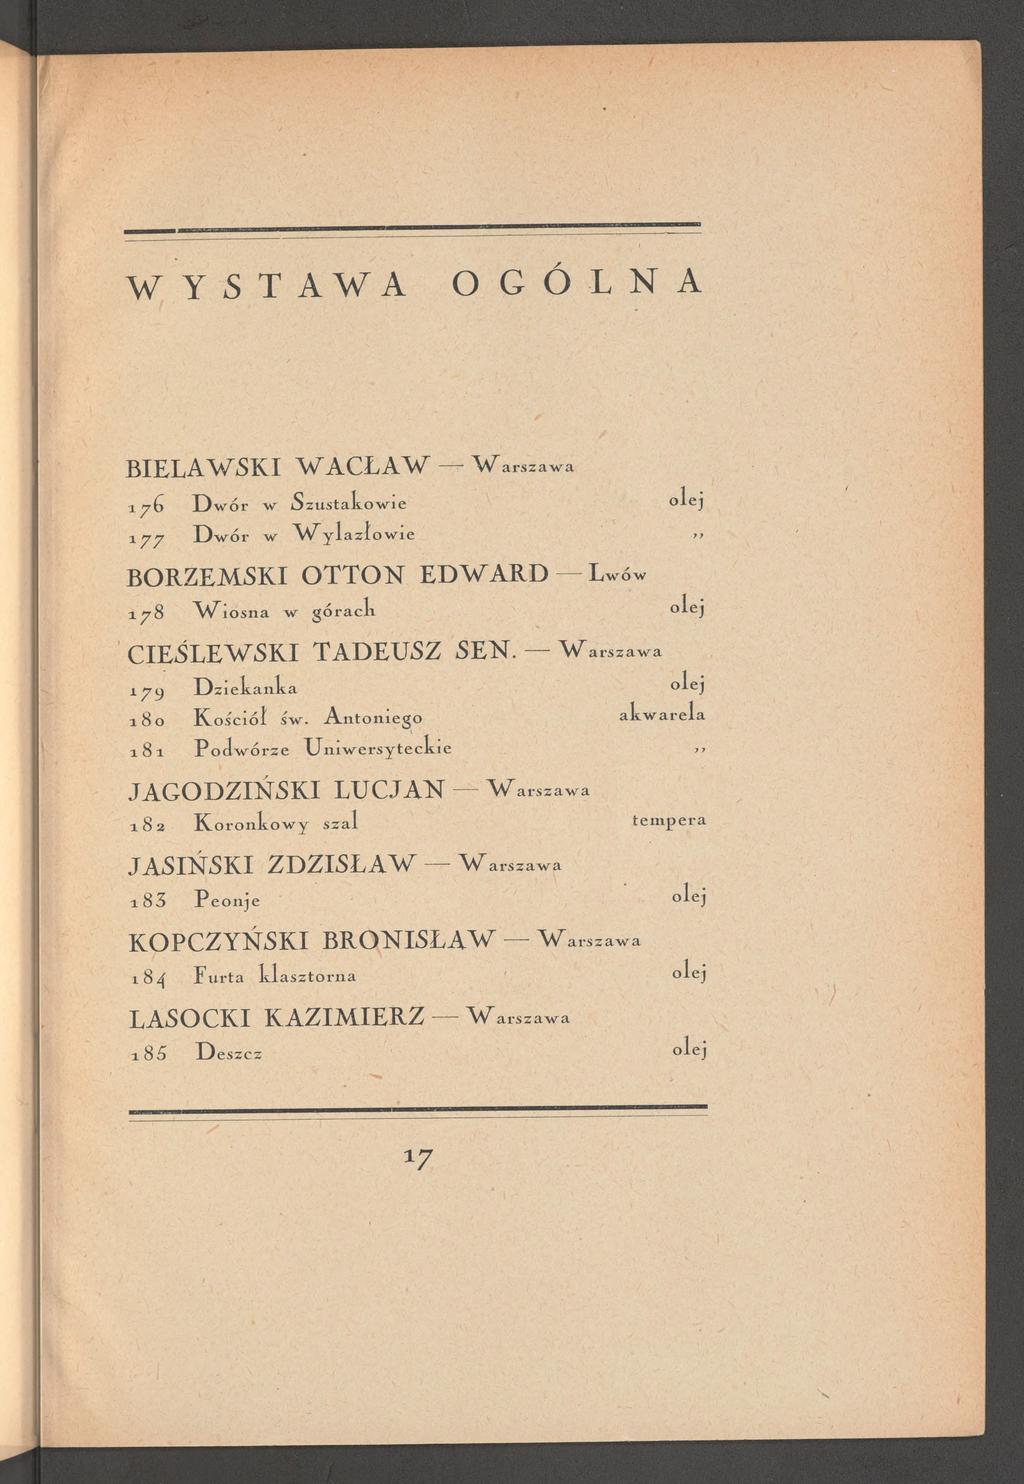 WYSTAWA OGÓLNA
BIELAWSKI WACŁAW — Warszawa
176 Dwór w Szustakowie olej
177 Dwór w Wylazłowie „
BORZEMSKI OTTON EDWARD — Lwów
178 Wiosna w górach olej
CIEŚLEWSKI TADEUSZ SEN. — Warszawa
179 Dziekanka olej
180 Kościół św. Antoniego akwarela
181 Podwórze Uniwersyteckie „
JAGODZIŃSKI LUCJAN — Warszawa
182 Koronkowy szal tempera
JASIŃSKI ZDZISŁAW — Warszawa
183 Peonje olej
KOPCZYŃSKI BRONISŁAW — Warszawa
184 Furta klasztorna olej
LASOCKI KAZIMIERZ — Warszawa
185 Deszcz olej
17